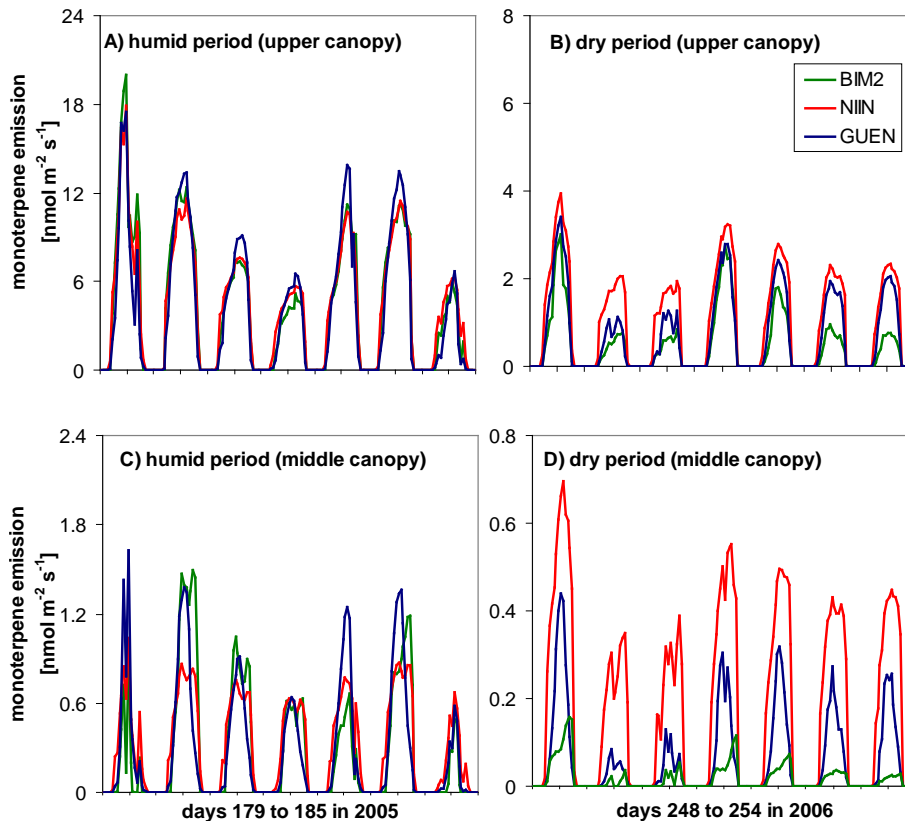 A) humid period (upper canopy)
monoterpene emission
[nmol m⁻² s⁻¹]
24
18
12
6
0
B) dry period (upper canopy)
BIM2
NIIN
GUEN
8
6
4
2
0
C) humid period (middle canopy)
monoterpene emission
[nmol m⁻² s⁻¹]
2.4
1.8
1.2
0.6
0
days 179 to 185 in 2005
D) dry period (middle canopy)
0.8
0.6
0.4
0.2
0
days 248 to 254 in 2006